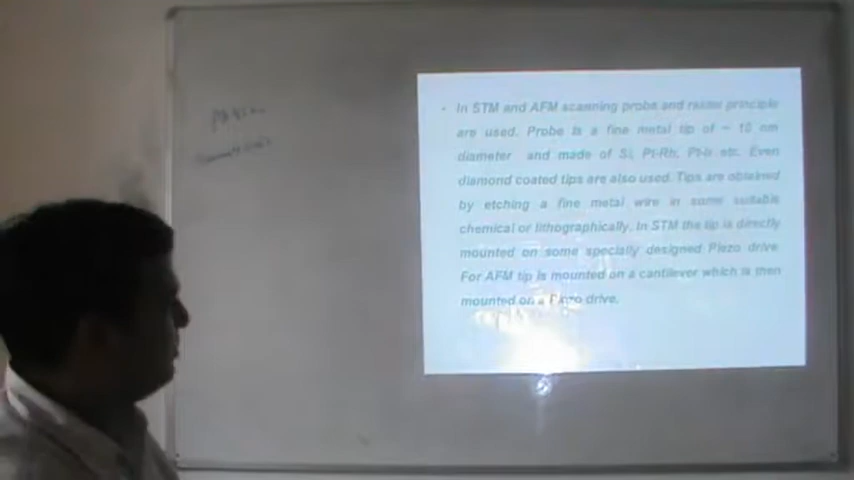 • In STM and AFM scanning probe and raster principle
are used. Probe is a fine metal tip of ~ 10 nm
diameter and made of Si, Pt-Rh, Pt-Ir etc. Even
diamond coated tips are also used. Tips are obtained
by etching a fine metal wire in some suitable
chemical or lithographically. In STM the tip is directly
mounted on some specially designed Piezo drive.
For AFM tip is mounted on a cantilever which is then
mounted on a Piezo drive.